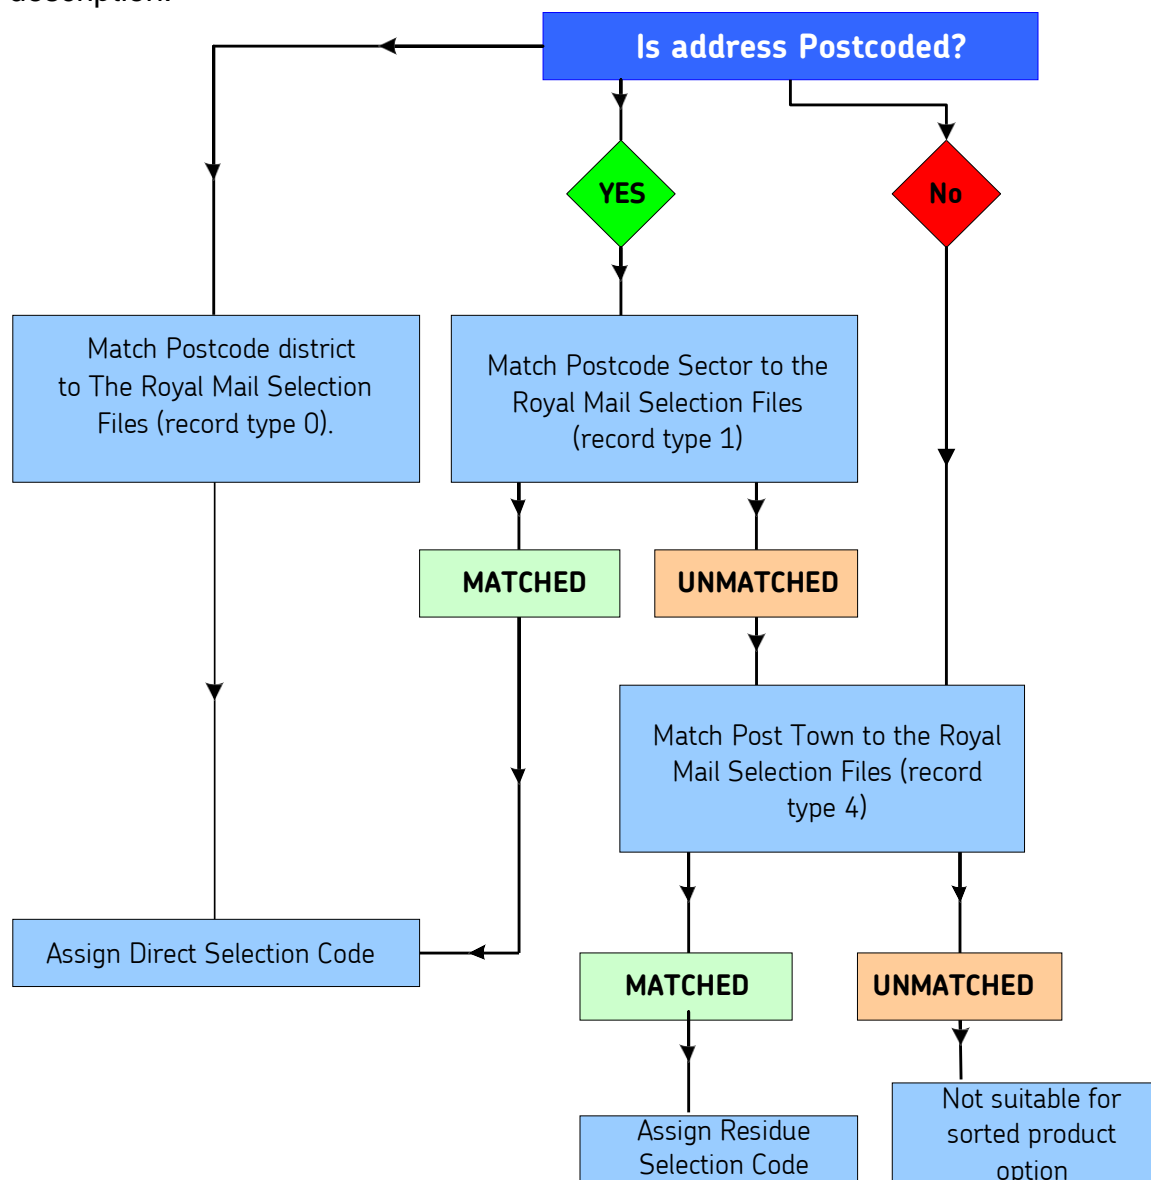 description.
Is address Postcoded?
YES
No
Match Postcode district
to The Royal Mail Selection
Files (record type 0).
Match Postcode Sector to the
Royal Mail Selection Files
(record type 1)
MATCHED
UNMATCHED
Match Post Town to the Royal
Mail Selection Files (record
type 4)
Assign Direct Selection Code
MATCHED
UNMATCHED
Assign Residue
Selection Code
Not suitable for
sorted product
option